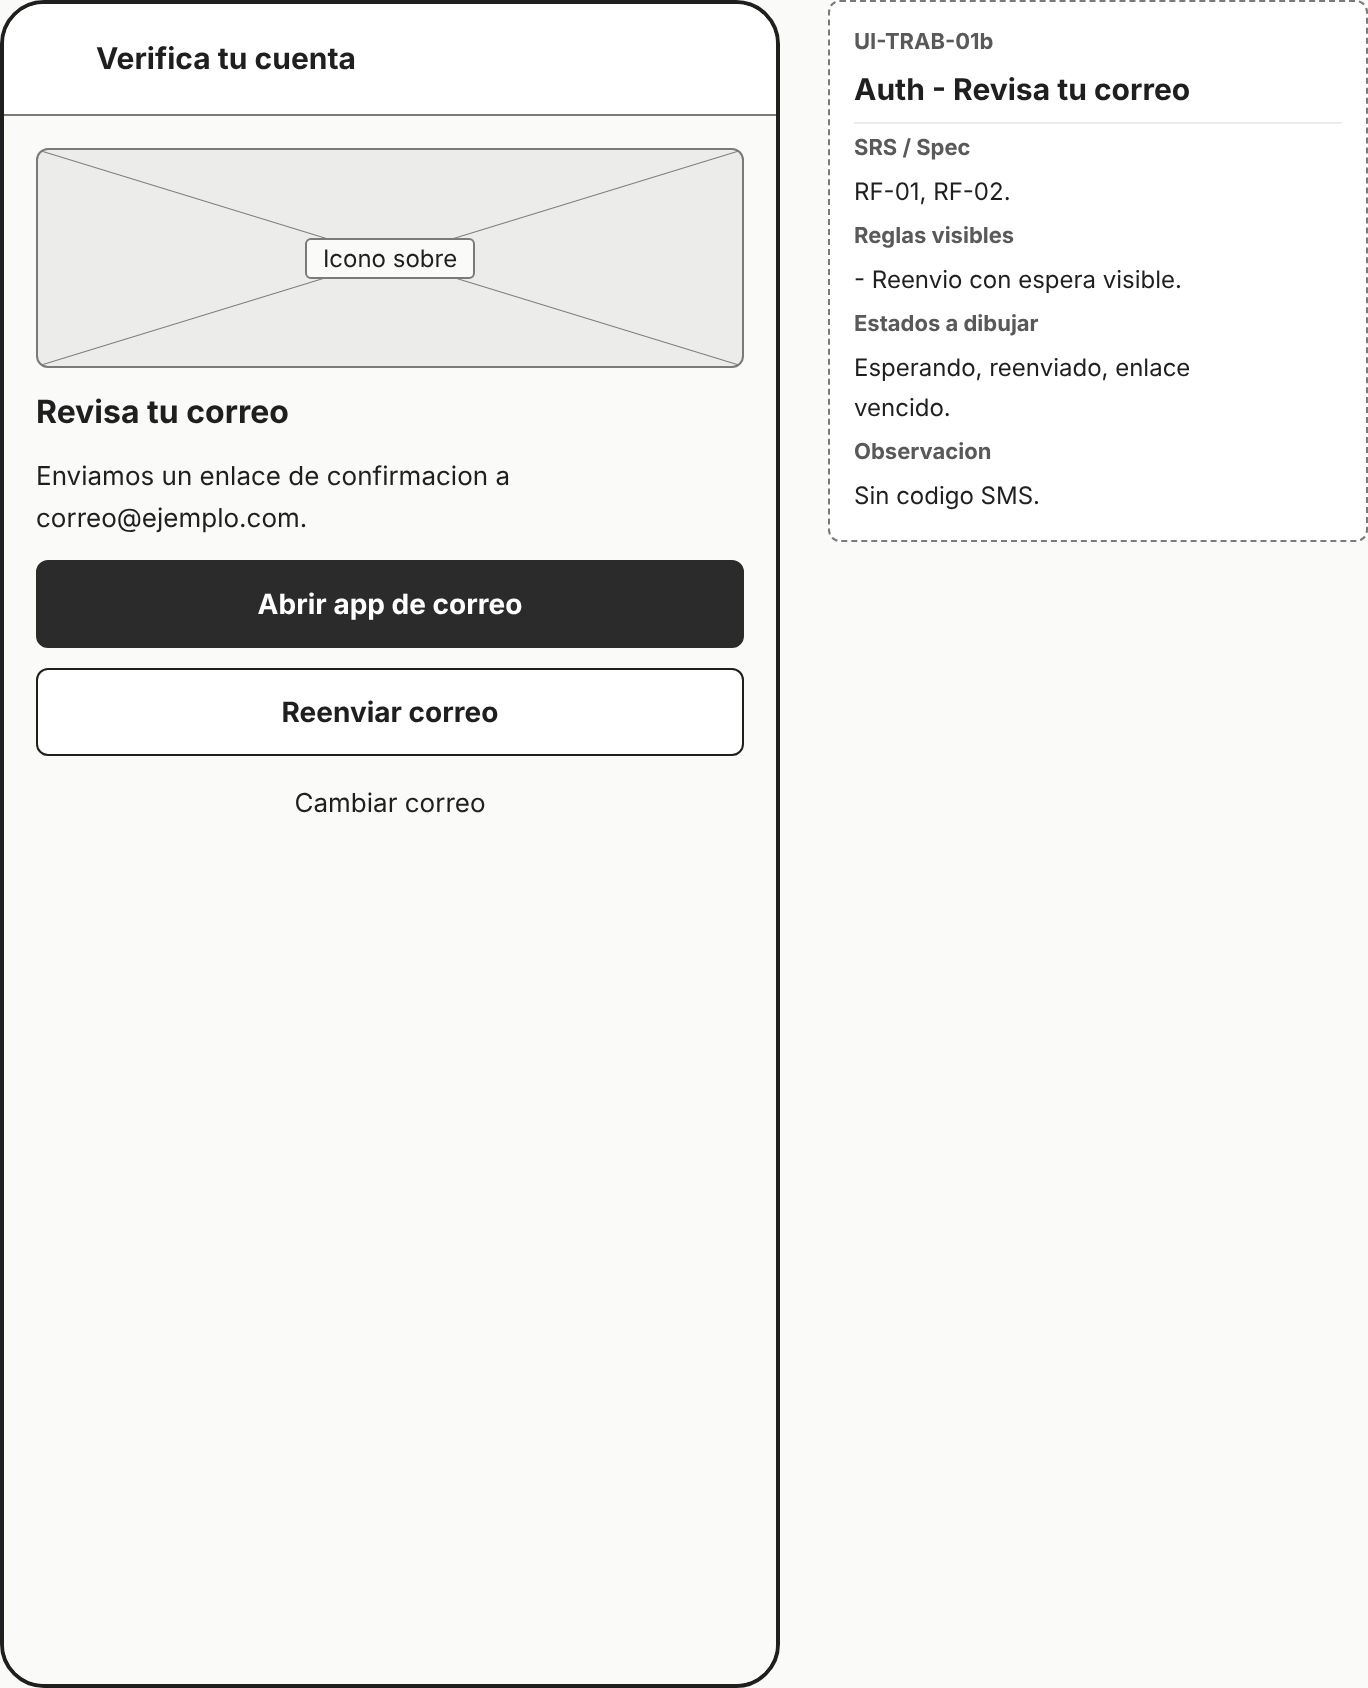 Verifica tu cuenta
Icono sobre
Revisa tu correo
Enviamos un enlace de confirmacion a
correo@ejemplo.com.
Abrir app de correo
Reenviar correo
Cambiar correo
UI-TRAB-01b
Auth - Revisa tu correo
SRS / Spec
RF-01, RF-02.
Reglas visibles
- Reenvio con espera visible.
Estados a dibujar
Esperando, reenviado, enlace
vencido.
Observacion
Sin codigo SMS.